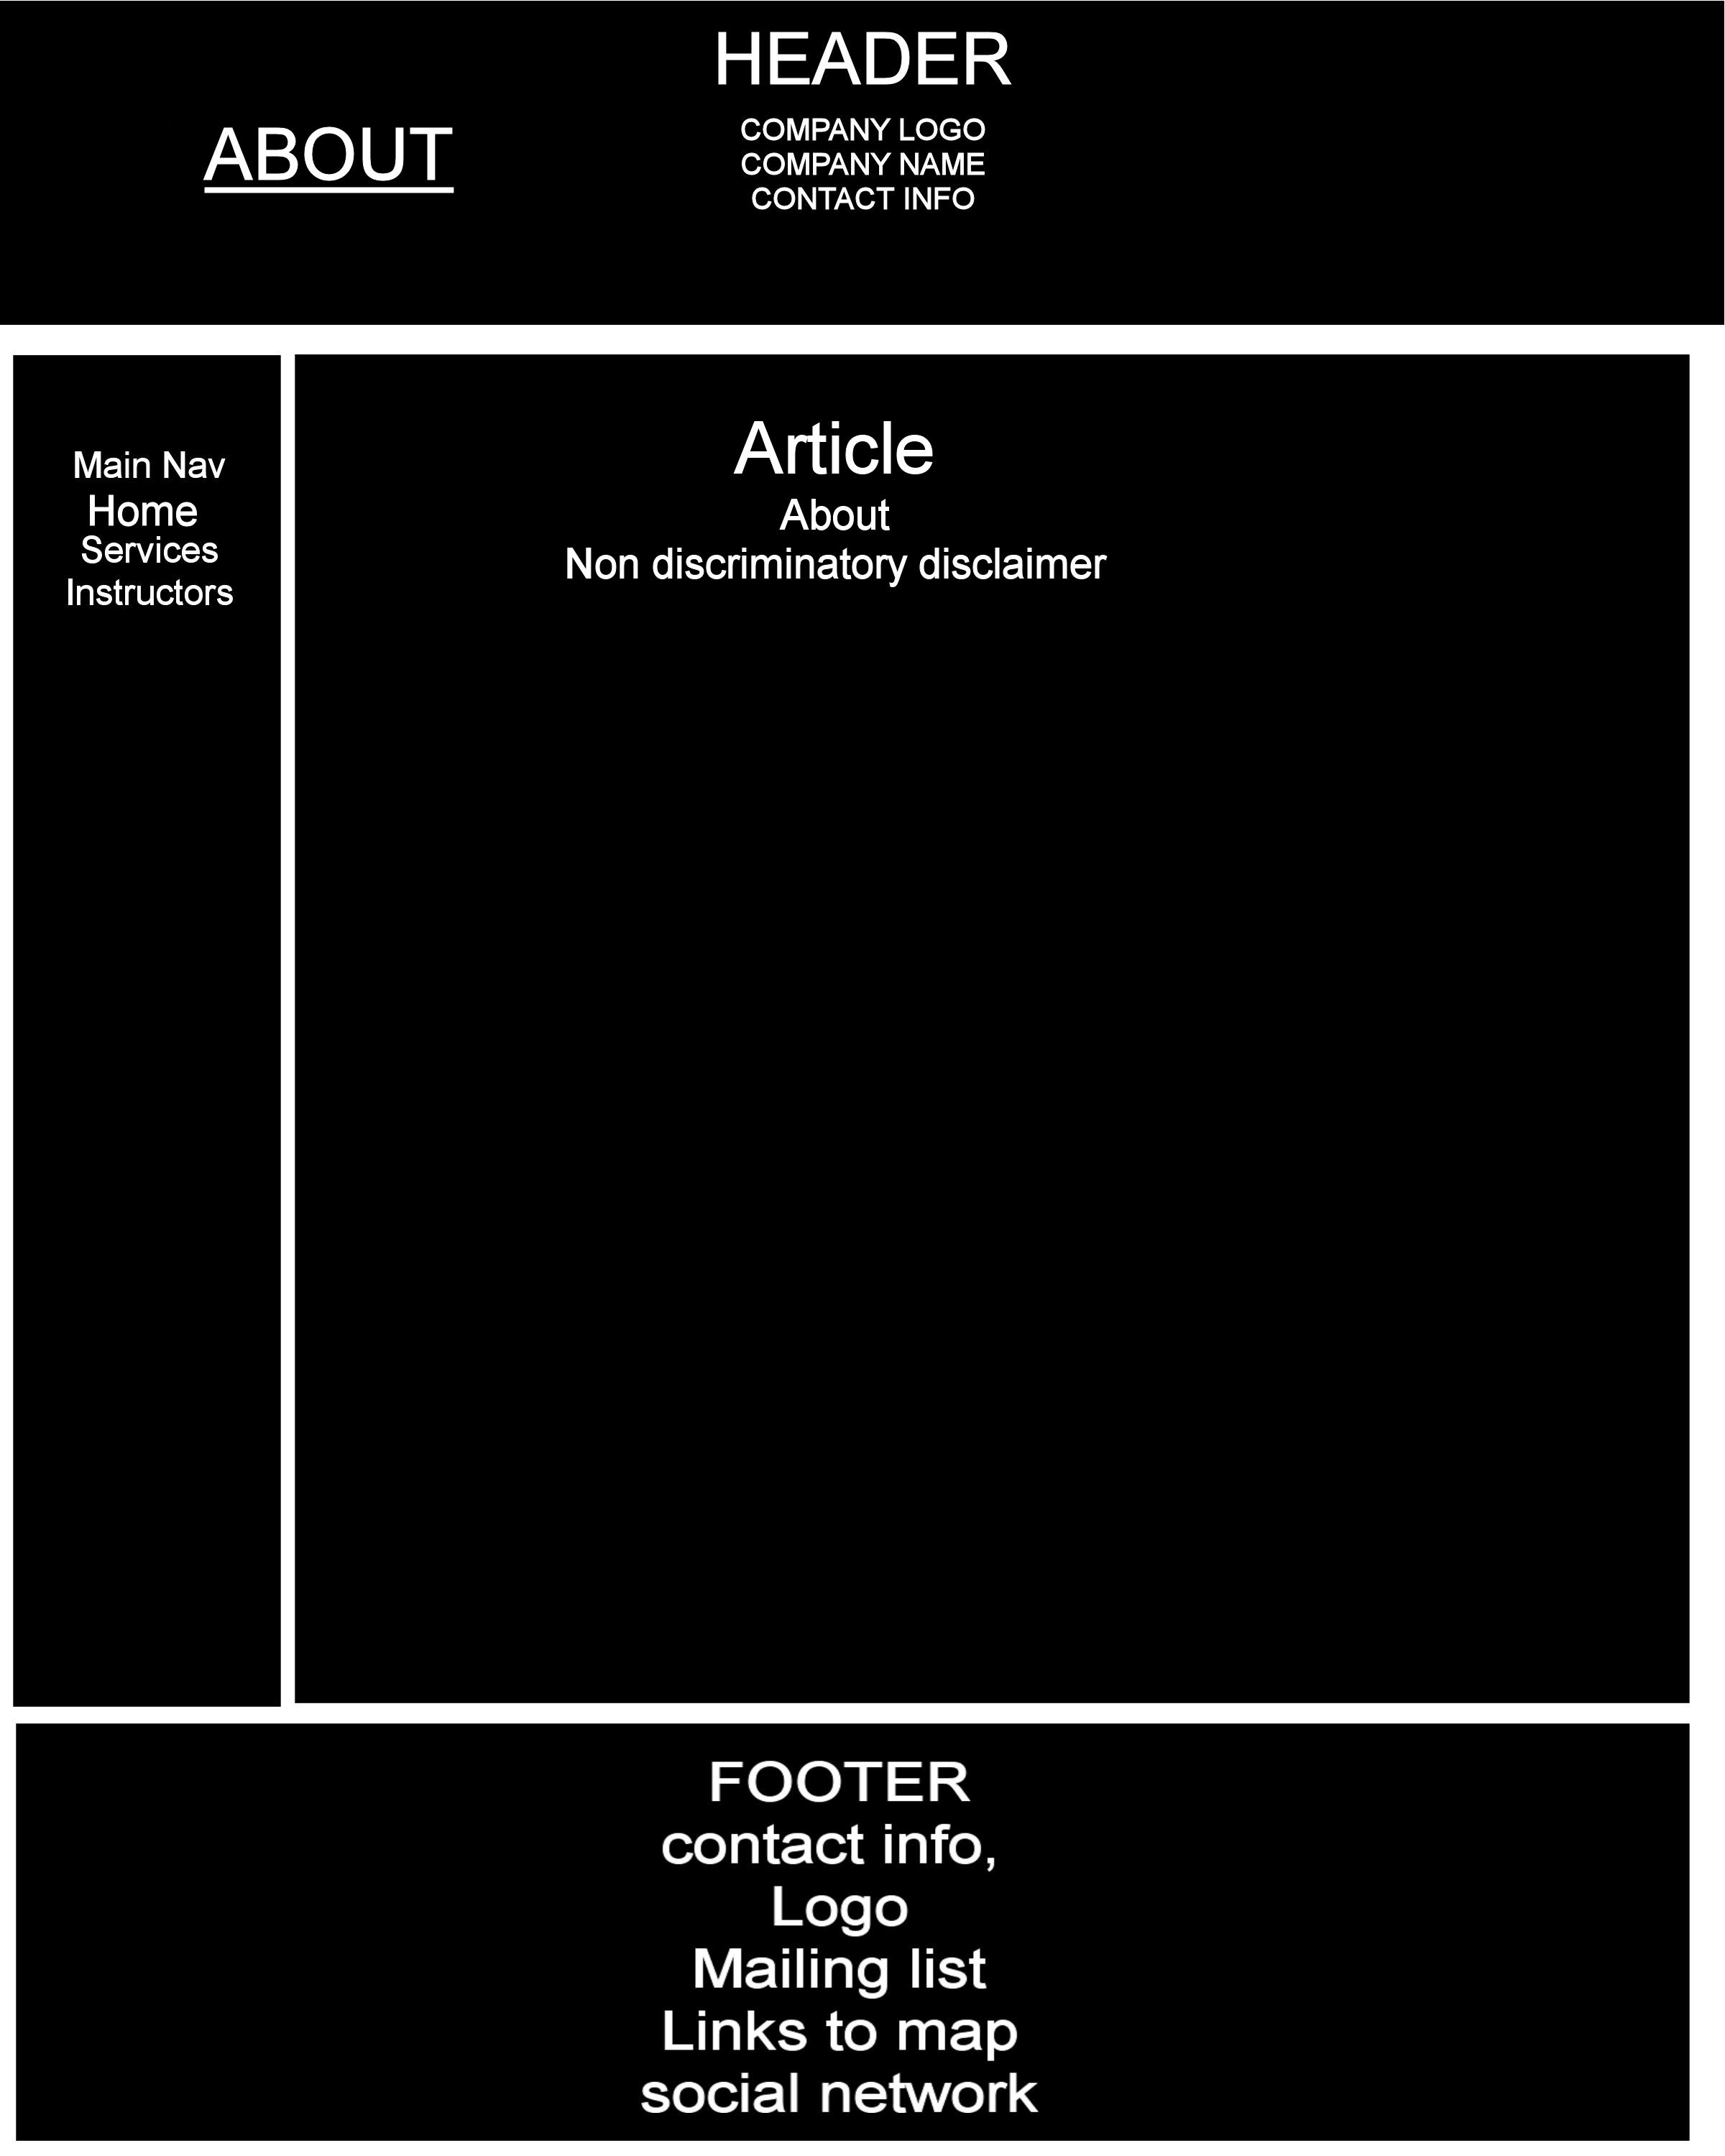 HEADER
ABOUT
COMPANY LOGO
COMPANY NAME
CONTACT INFO
Main Nav
Home
Services
Instructors
Article
About
Non discriminatory disclaimer
FOOTER
contact info,
Logo
Mailing list
Links to map
social network